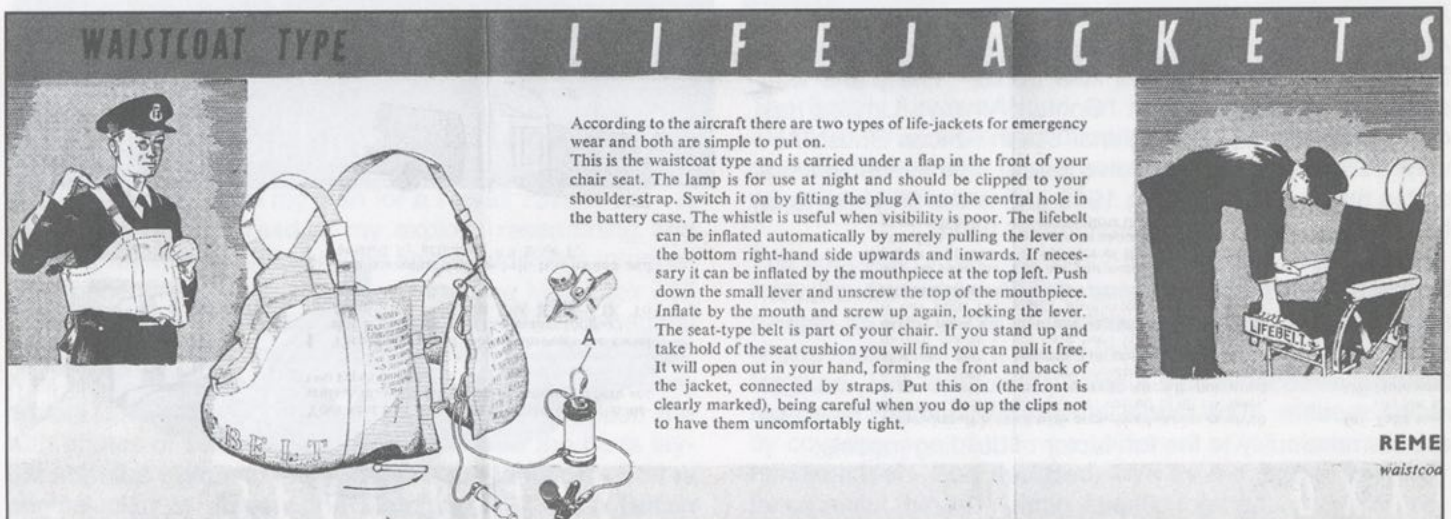 WAISTCOAT TYPE
LIFEJACKETS
According to the aircraft there are two types of life-jackets for emergency
wear and both are simple to put on.
This is the waistcoat type and is carried under a flap in the front of your
chair seat. The lamp is for use at night and should be clipped to your
shoulder-strap. Switch it on by fitting the plug A into the central hole in
the battery case. The whistle is useful when visibility is poor. The lifebelt
can be inflated automatically by merely pulling the lever on
the bottom right-hand side upwards and inwards. If neces-
sary it can be inflated by the mouthpiece at the top left. Push
down the small lever and unscrew the top of the mouthpiece.
Inflate by the mouth and screw up again, locking the lever.
The seat-type belt is part of your chair. If you stand up and
take hold of the seat cushion you will find you can pull it free.
It will open out in your hand, forming the front and back of
the jacket, connected by straps. Put this on (the front is
clearly marked), being careful when you do up the clips not
to have them uncomfortably tight.
A
BELT
LIFEBELT
REME
waistcoa